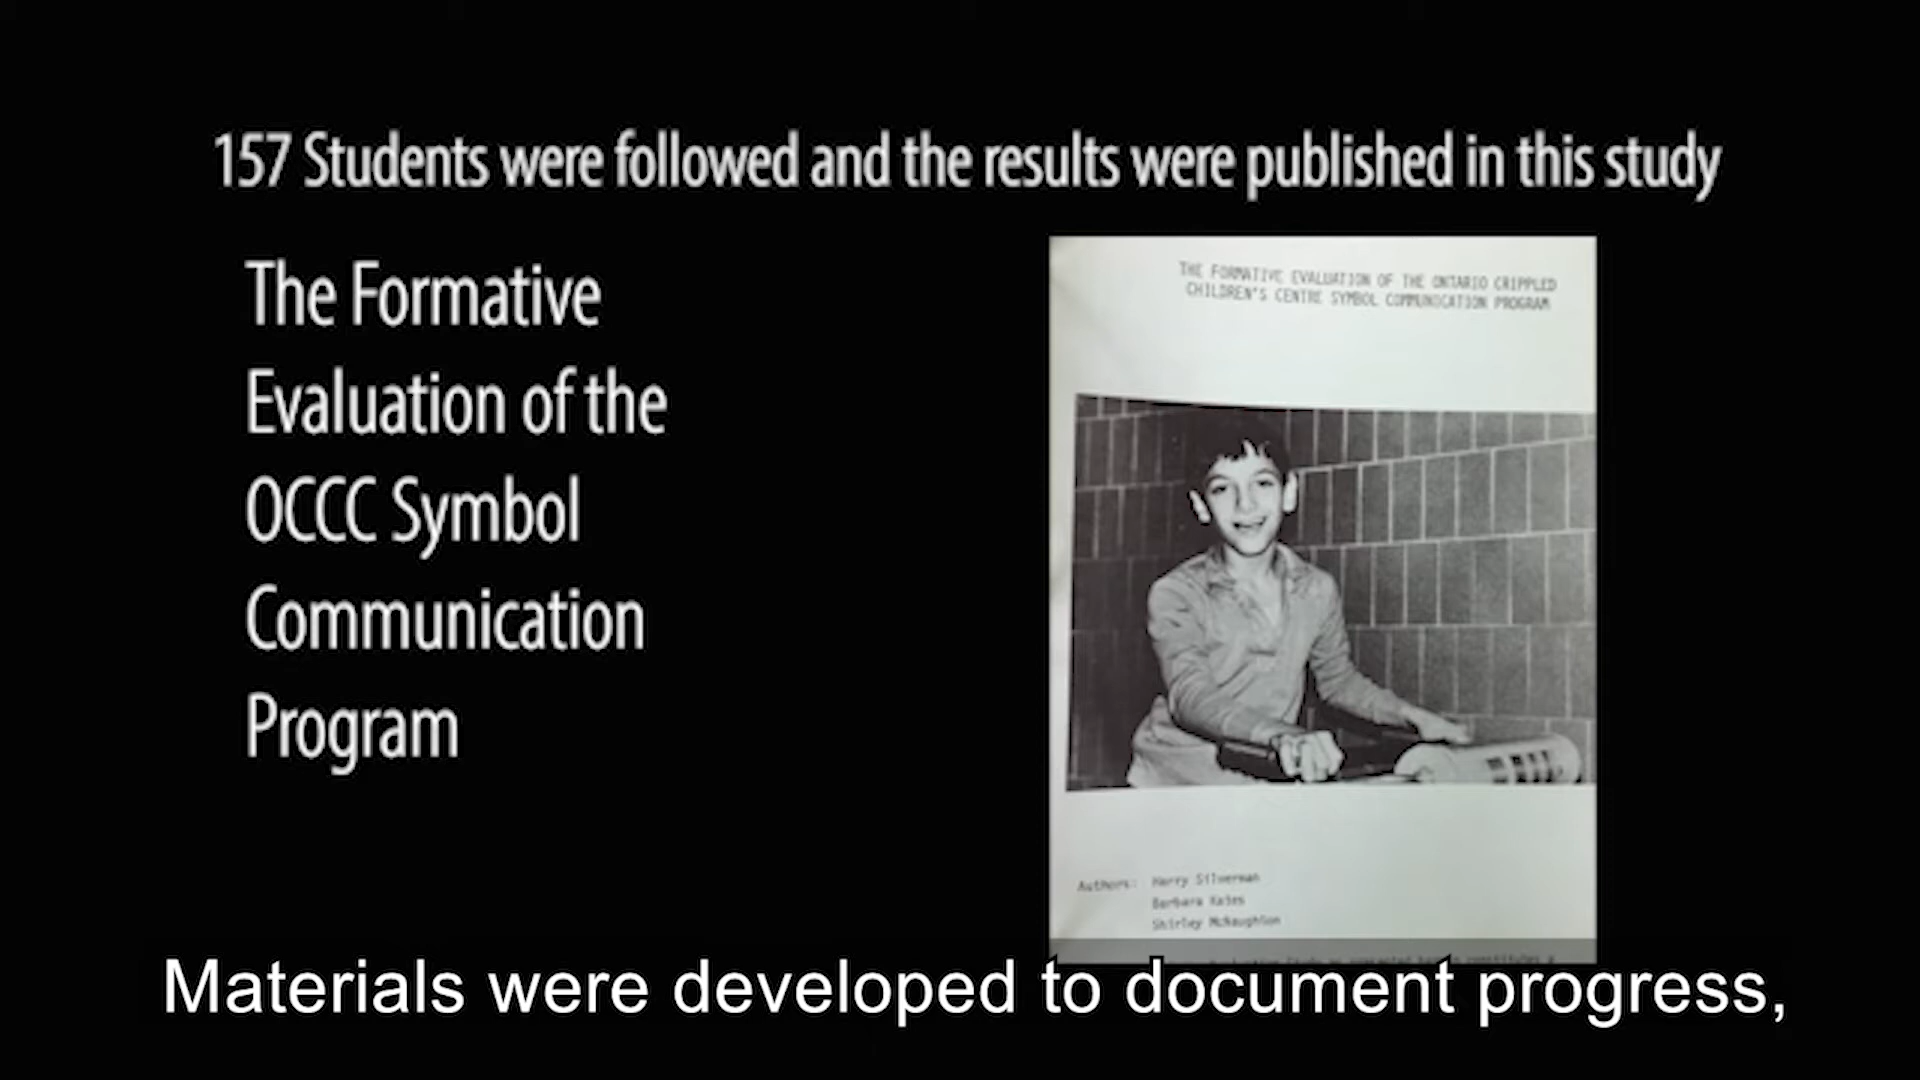 157 Students were followed and the results were published in this study
The Formative
Evaluation of the
OCCC Symbol
Communication
Program
THE FORMATIVE EVALUATION OF THE ONTARIO CRIPPLED
CHILDREN'S CENTRE SYMBOL COMMUNICATION PROGRAM
Authors: Harry Silverman
Barbara Kates
Shirley McNaughton
Materials were developed to document progress,